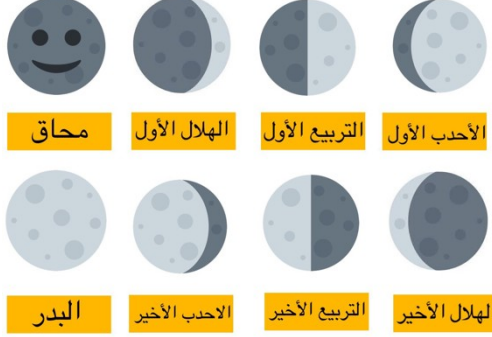 محاق
الهلال الأول
التربيع الأول
الأحدب الأول
البدر
الاحدب الأخير
التربيع الأخير
لهلال الأخير